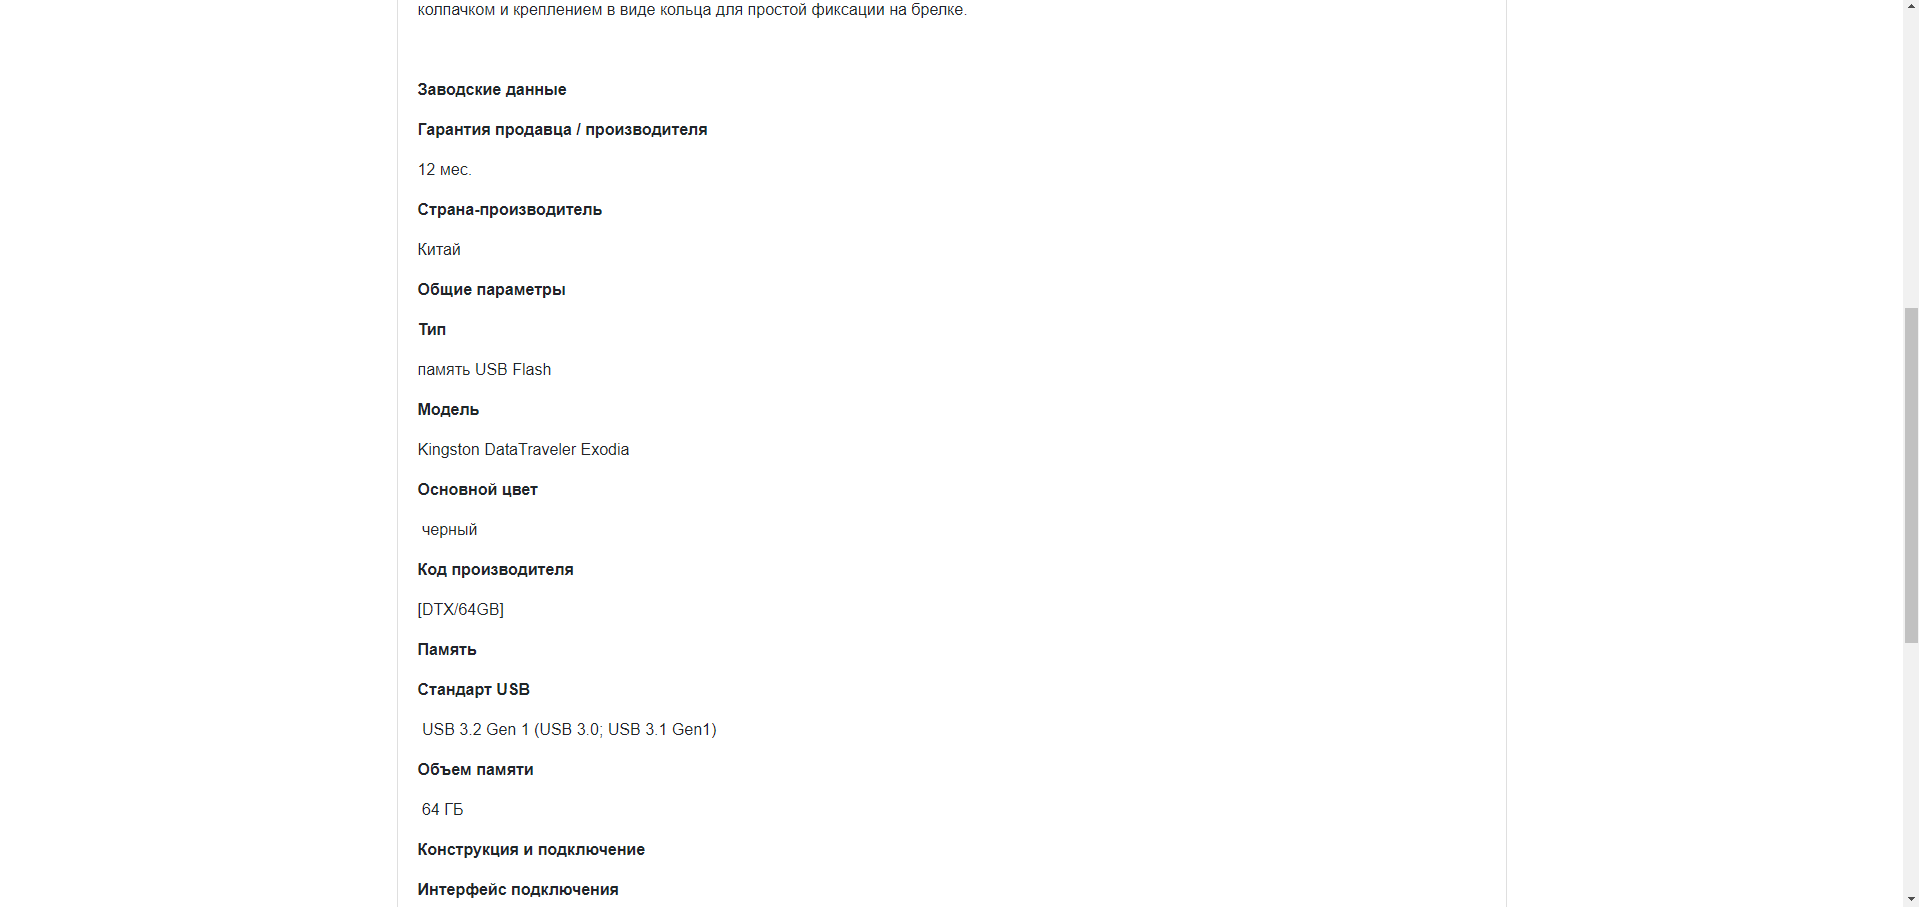 колпачком и креплением в виде кольца для простой фиксации на брелке.
Заводские данные
Гарантия продавца / производителя
12 мес.
Страна-производитель
Китай
Общие параметры
Тип
память USB Flash
Модель
Kingston DataTraveler Exodia
Основной цвет
черный
Код производителя
[DTX/64GB]
Память
Стандарт USB
USB 3.2 Gen 1 (USB 3.0; USB 3.1 Gen1)
Объем памяти
64 ГБ
Конструкция и подключение
Интерфейс подключения